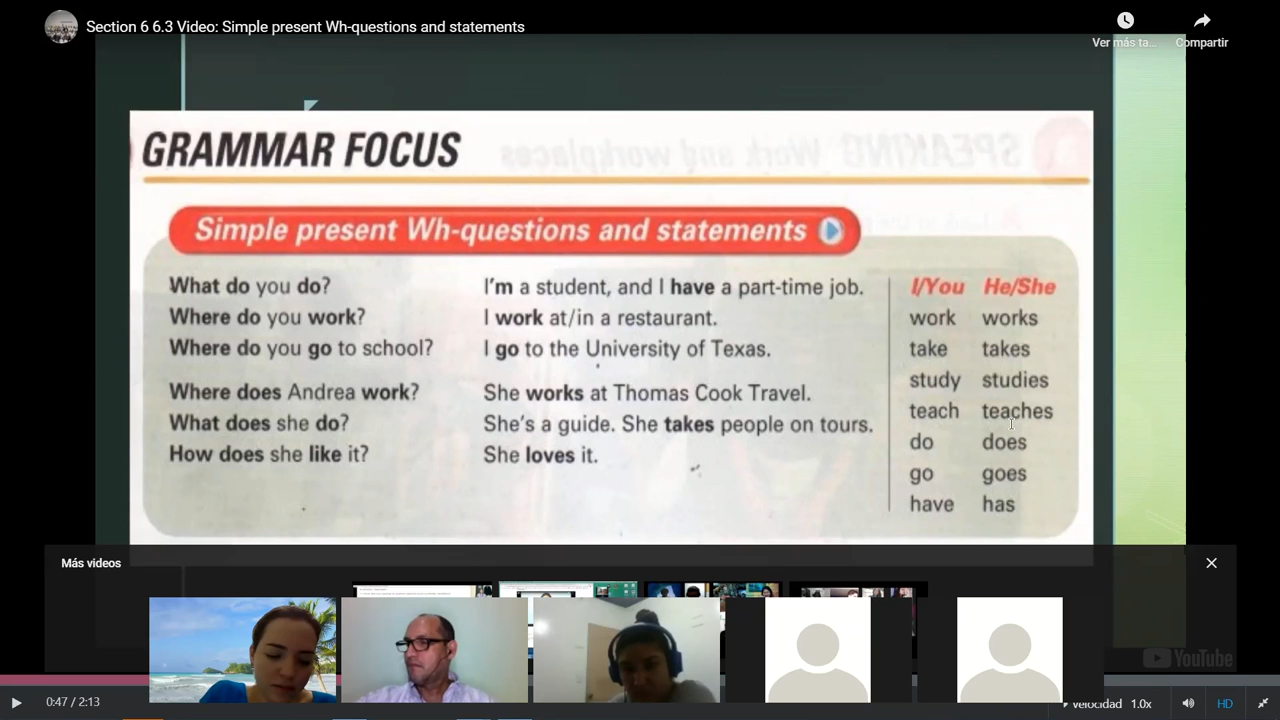 Section 6 6.3 Video: Simple present Wh-questions and statements
Ver más ta...
Compartir
GRAMMAR FOCUS
SPEAKING Work and workplaces
Simple present Wh-questions and statements
What do you do? I'm a student, and I have a part-time job.
Where do you work? I work at/in a restaurant.
Where do you go to school? I go to the University of Texas.
Where does Andrea work? She works at Thomas Cook Travel.
What does she do? She's a guide. She takes people on tours.
How does she like it? She loves it.
I/You He/She
work works
take takes
study studies
teach teaches
do does
go goes
have has
Más videos
YouTube
0:47 / 2:13
Velocidad 1.0x
HD